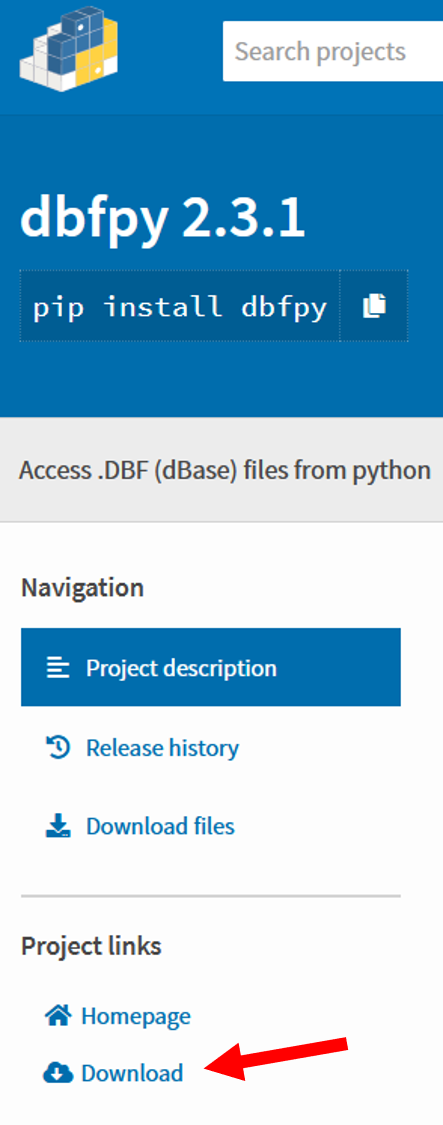 Search projects
dbfpy 2.3.1
pip install dbfpy
Access .DBF (dBase) files from python
Navigation
Project description
Release history
Download files
Project links
Homepage
Download